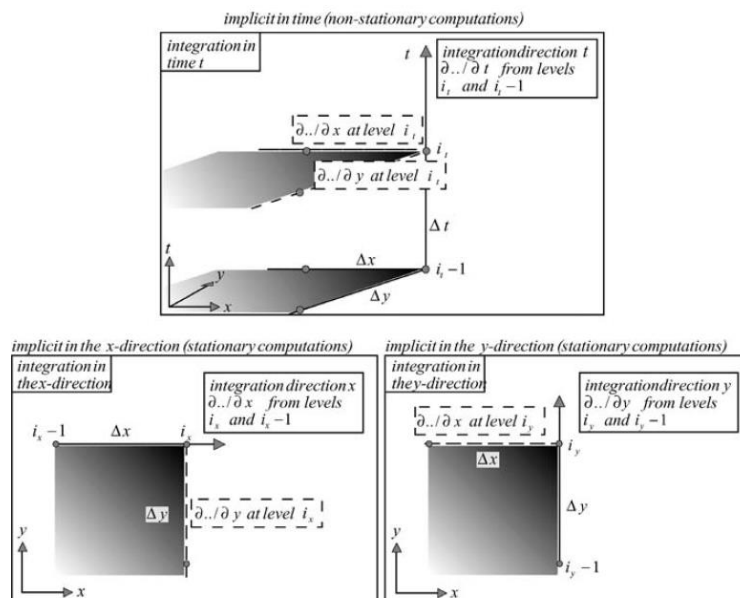 implicit in time (non-stationary computations)
integration in
time t
t
integrationdirection t
∂../∂ t from levels
i_t and i_t−1
∂../∂ x at level i_t
i_t
∂../∂ y at level i_t
Δt
t
y
x
Δx
i_t−1
Δy
implicit in the x-direction (stationary computations)
integration in
thex-direction
integration direction x
∂../∂ x from levels
i_x and i_x−1
i_x−1
Δx
i_x
Δy
∂../∂ y at level i_x
y
x
implicit in the y-direction (stationary computations)
integration in
they-direction
integrationdirection y
∂../∂y from levels
i_y and i_y−1
∂../∂ x at level i_y
i_y
Δx
Δy
y
i_y−1
x